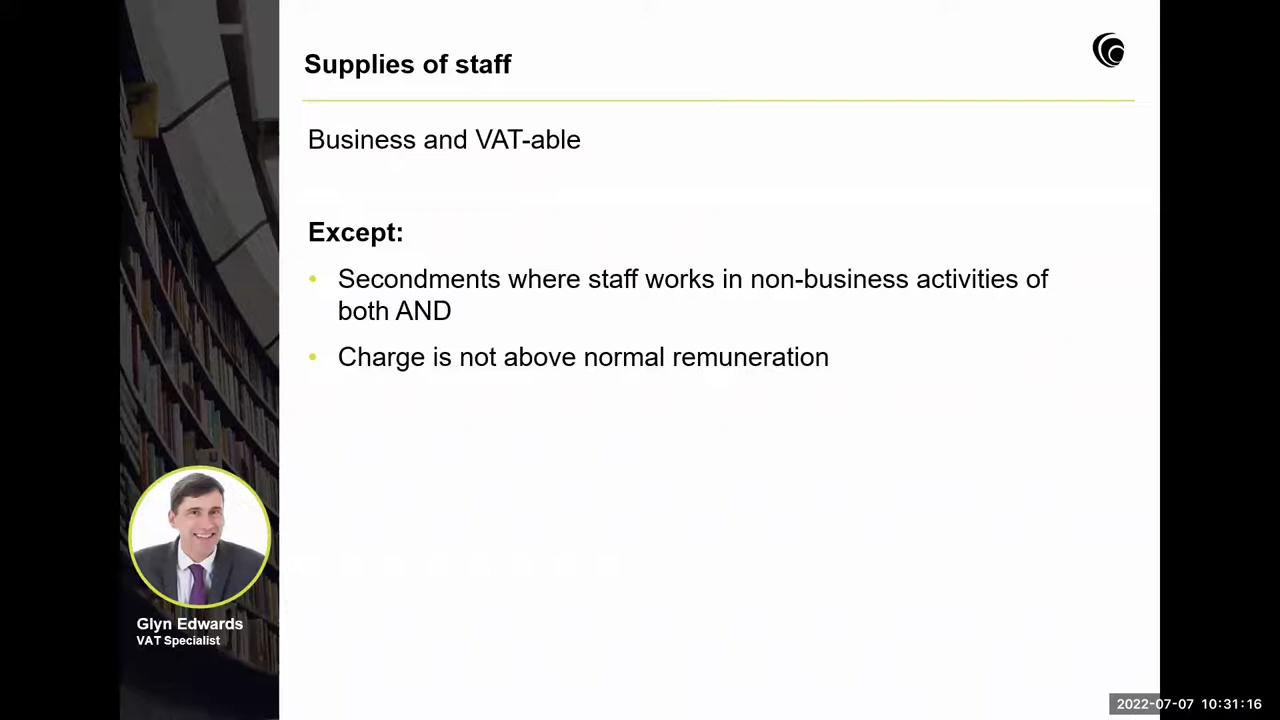 Supplies of staff
Business and VAT-able
Except:
• Secondments where staff works in non-business activities of
both AND
• Charge is not above normal remuneration
Glyn Edwards
VAT Specialist
2022-07-07 10:31:16